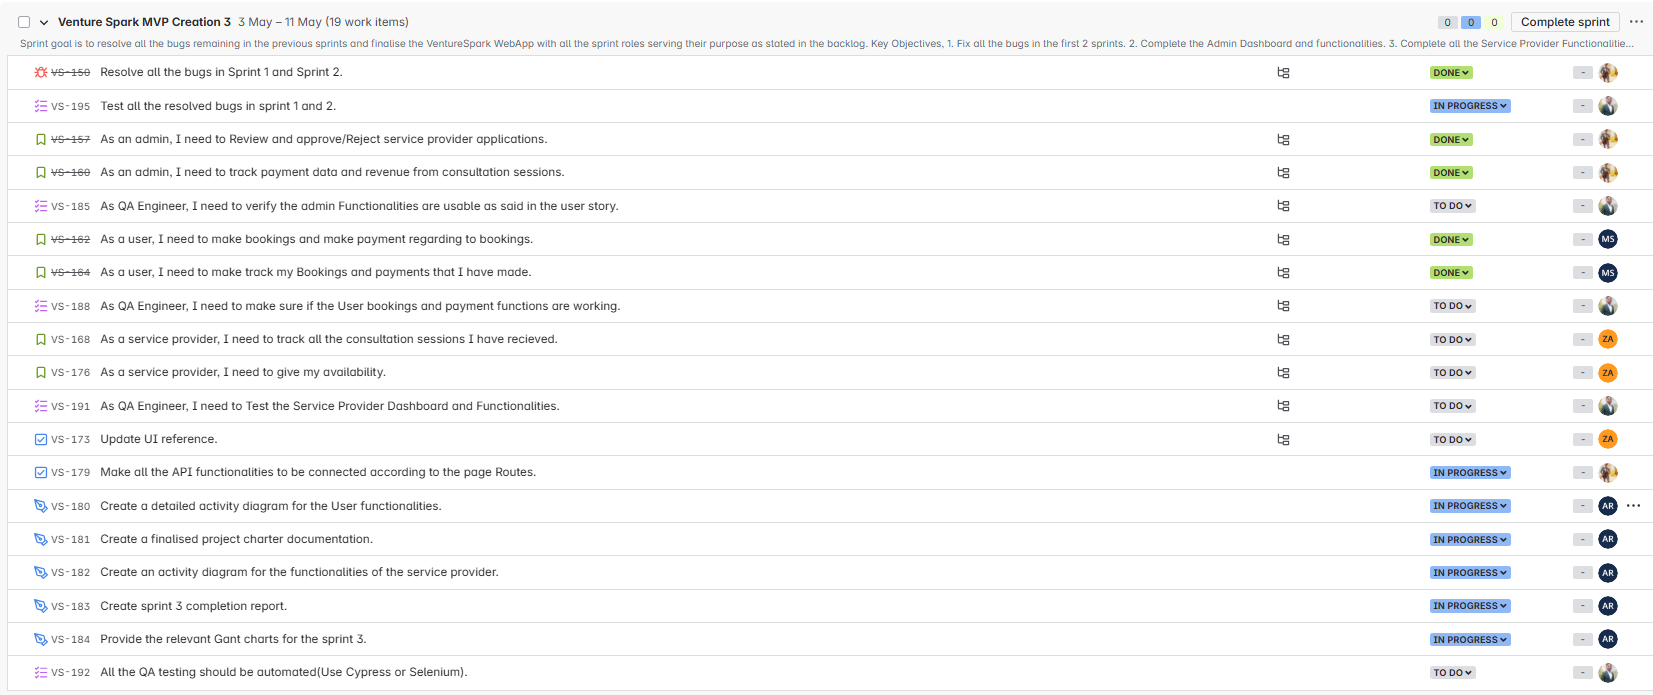 Venture Spark MVP Creation 3 3 May – 11 May (19 work items) 0 0 0 Complete sprint
Sprint goal is to resolve all the bugs remaining in the previous sprints and finalise the VentureSpark WebApp with all the sprint roles serving their purpose as stated in the backlog. Key Objectives, 1. Fix all the bugs in the first 2 sprints. 2. Complete the Admin Dashboard and functionalities. 3. Complete all the Service Provider Functionalitie...
VS-150 Resolve all the bugs in Sprint 1 and Sprint 2. DONE -
VS-195 Test all the resolved bugs in sprint 1 and 2. IN PROGRESS -
VS-157 As an admin, I need to Review and approve/Reject service provider applications. DONE -
VS-160 As an admin, I need to track payment data and revenue from consultation sessions. DONE -
VS-185 As QA Engineer, I need to verify the admin Functionalities are usable as said in the user story. TO DO -
VS-162 As a user, I need to make bookings and make payment regarding to bookings. DONE - MS
VS-164 As a user, I need to make track my Bookings and payments that I have made. DONE - MS
VS-188 As QA Engineer, I need to make sure if the User bookings and payment functions are working. TO DO -
VS-168 As a service provider, I need to track all the consultation sessions I have recieved. TO DO - ZA
VS-176 As a service provider, I need to give my availability. TO DO - ZA
VS-191 As QA Engineer, I need to Test the Service Provider Dashboard and Functionalities. TO DO -
VS-173 Update UI reference. TO DO - ZA
VS-179 Make all the API functionalities to be connected according to the page Routes. IN PROGRESS -
VS-180 Create a detailed activity diagram for the User functionalities. IN PROGRESS - AR
VS-181 Create a finalised project charter documentation. IN PROGRESS - AR
VS-182 Create an activity diagram for the functionalities of the service provider. IN PROGRESS - AR
VS-183 Create sprint 3 completion report. IN PROGRESS - AR
VS-184 Provide the relevant Gant charts for the sprint 3. IN PROGRESS - AR
VS-192 All the QA testing should be automated(Use Cypress or Selenium). TO DO -